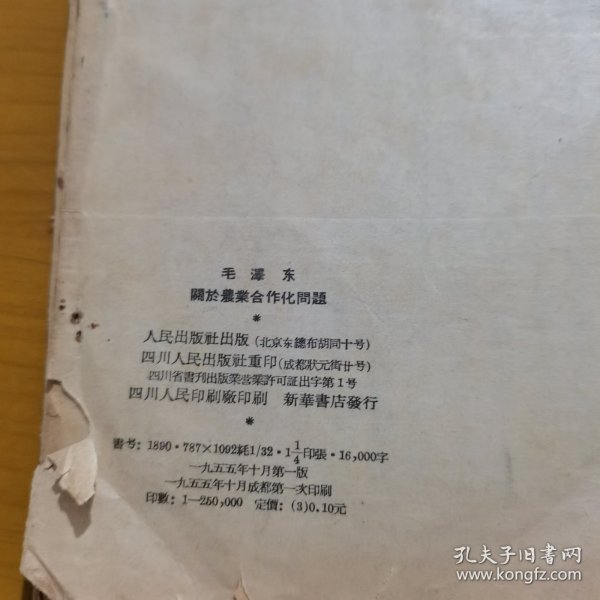 毛澤东
關於農業合作化問題
*
人民出版社出版（北京东總布胡同十号）
四川人民出版社重印（成都狀元街廿号）
四川省書刊出版業营業許可証出字第1号
四川人民印刷廠印刷 新華書店發行
*
書号：1890·787×1092耗1/32·1 1/4印張·16,000字
一九五五年十月第一版
一九五五年十月成都第一次印刷
印數：1—250,000 定價：(3)0.10元
孔夫子旧書网
www.kongfz.com